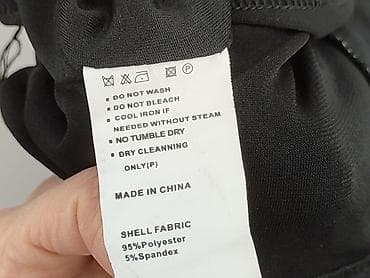 ▪ DO NOT WASH
▪ DO NOT BLEACH
▪ COOL IRON IF
NEEDED WITHOUT STEAM
▪ NO TUMBLE DRY
▪ DRY CLEANNING
ONLY(P)
MADE IN CHINA
SHELL FABRIC
95%Polyester
5%Spandex